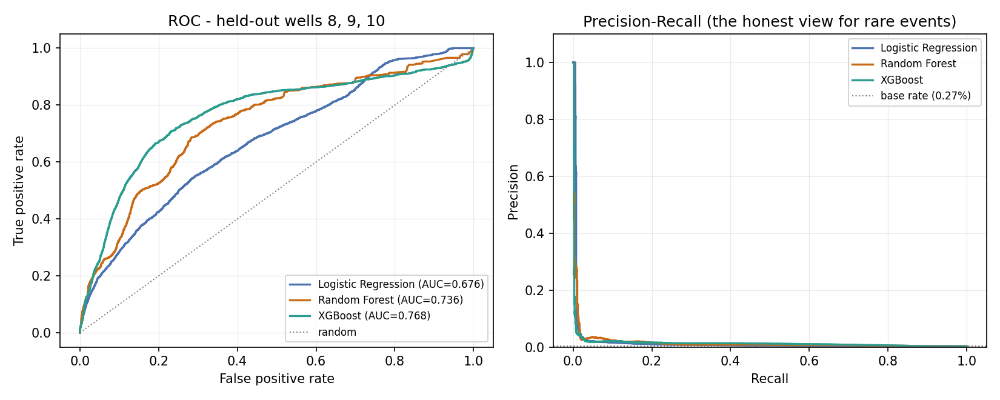 ROC - held-out wells 8, 9, 10
True positive rate
1.0
0.8
0.6
0.4
0.2
0.0
Logistic Regression (AUC=0.676)
Random Forest (AUC=0.736)
XGBoost (AUC=0.768)
random
0.0 0.2 0.4 0.6 0.8 1.0
False positive rate
Precision-Recall (the honest view for rare events)
Precision
1.0
0.8
0.6
0.4
0.2
0.0
Logistic Regression
Random Forest
XGBoost
base rate (0.27%)
0.0 0.2 0.4 0.6 0.8 1.0
Recall